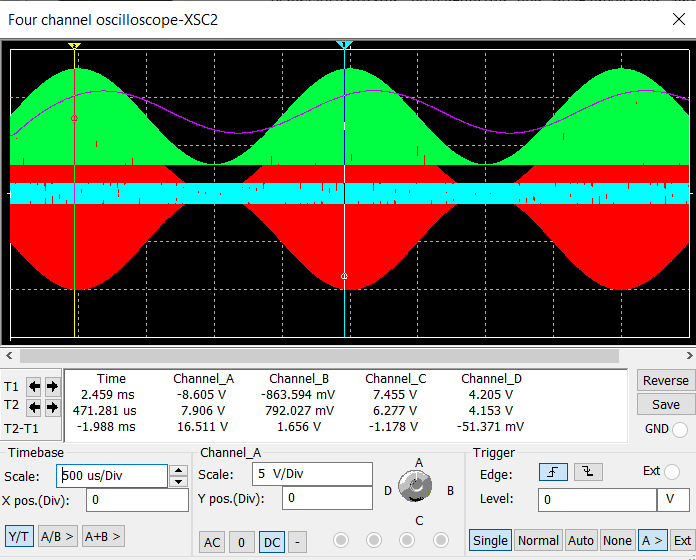 Four channel oscilloscope-XSC2
Time Channel_A Channel_B Channel_C Channel_D
T1 2.459 ms -8.605 V -863.594 mV 7.455 V 4.205 V
T2 471.281 us 7.906 V 792.027 mV 6.277 V 4.153 V
T2-T1 -1.988 ms 16.511 V 1.656 V -1.178 V -51.371 mV
Reverse
Save
GND
Timebase
Scale: 500 us/Div
X pos.(Div): 0
Y/T A/B > A+B >
Channel_A
Scale: 5 V/Div
Y pos.(Div): 0
AC 0 DC -
A
D B
C
Trigger
Edge: Ext
Level: 0 V
Single Normal Auto None A > Ext